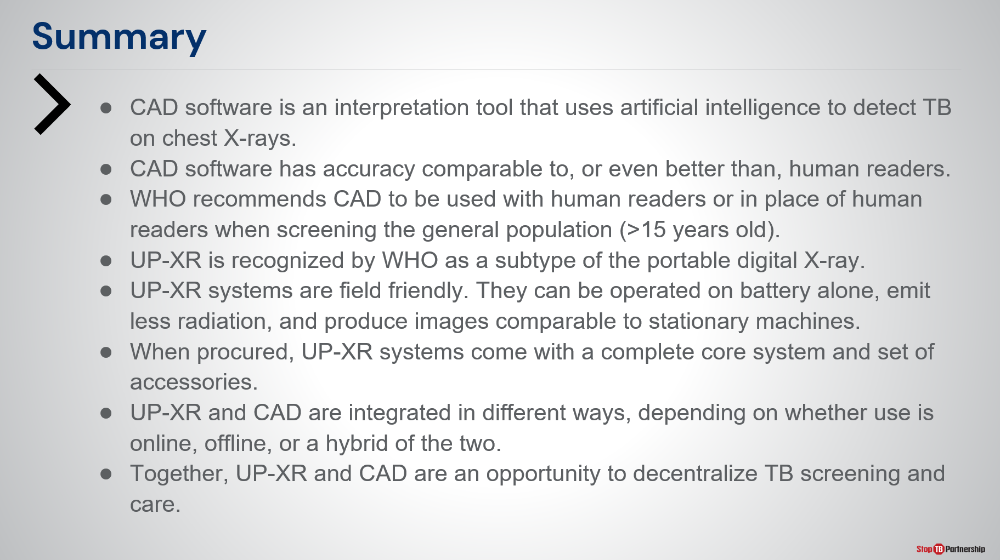 Summary
● CAD software is an interpretation tool that uses artificial intelligence to detect TB
on chest X-rays.
● CAD software has accuracy comparable to, or even better than, human readers.
● WHO recommends CAD to be used with human readers or in place of human
readers when screening the general population (>15 years old).
● UP-XR is recognized by WHO as a subtype of the portable digital X-ray.
● UP-XR systems are field friendly. They can be operated on battery alone, emit
less radiation, and produce images comparable to stationary machines.
● When procured, UP-XR systems come with a complete core system and set of
accessories.
● UP-XR and CAD are integrated in different ways, depending on whether use is
online, offline, or a hybrid of the two.
● Together, UP-XR and CAD are an opportunity to decentralize TB screening and
care.
Stop TB Partnership